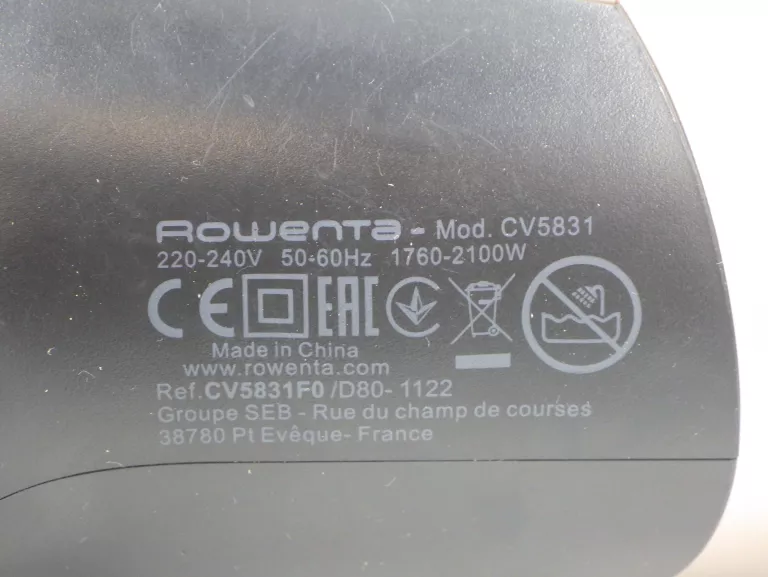 Rowenta - Mod. CV5831
220-240V 50-60Hz 1760-2100W
CE EAC
Made in China
www.rowenta.com
Ref.CV5831F0 /D80- 1122
Groupe SEB - Rue du champ de courses
38780 Pt Evêque- France